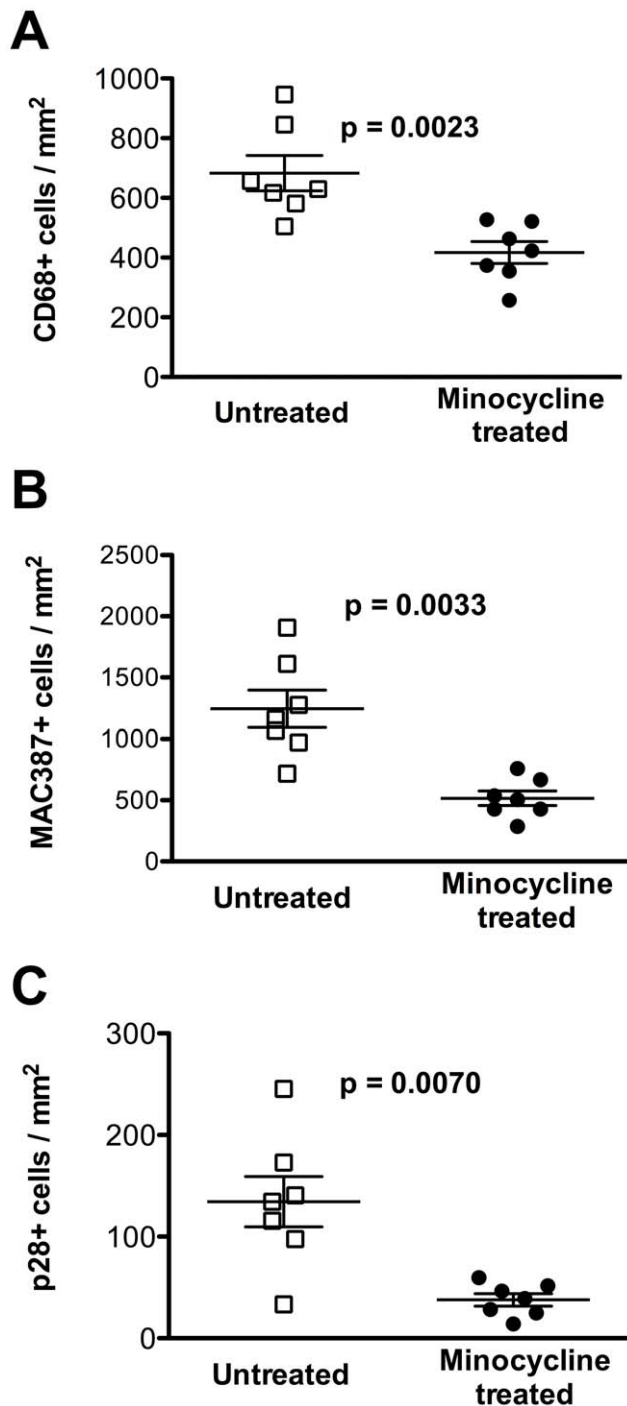 A
CD68+ cells / mm²
1000
800
600
400
200
0
p = 0.0023
Untreated
Minocycline
treated
B
MAC387+ cells / mm²
2500
2000
1500
1000
500
0
p = 0.0033
Untreated
Minocycline
treated
C
p28+ cells / mm²
300
200
100
0
p = 0.0070
Untreated
Minocycline
treated